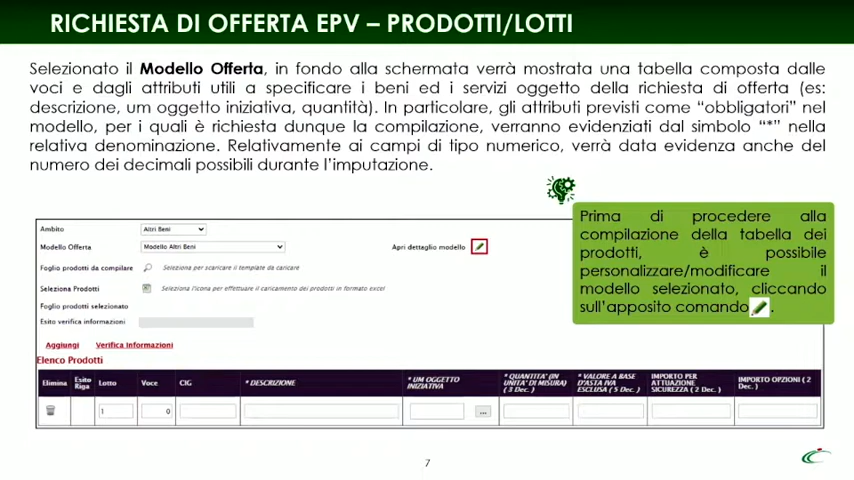 RICHIESTA DI OFFERTA EPV – PRODOTTI/LOTTI
Selezionato il Modello Offerta, in fondo alla schermata verrà mostrata una tabella composta dalle
voci e dagli attributi utili a specificare i beni ed i servizi oggetto della richiesta di offerta (es:
descrizione, um oggetto iniziativa, quantità). In particolare, gli attributi previsti come “obbligatori” nel
modello, per i quali è richiesta dunque la compilazione, verranno evidenziati dal simbolo “*” nella
relativa denominazione. Relativamente ai campi di tipo numerico, verrà data evidenza anche del
numero dei decimali possibili durante l’imputazione.
Prima di procedere alla
compilazione della tabella dei
prodotti, è possibile
personalizzare/modificare il
modello selezionato, cliccando
sull’apposito comando .
Ambito Altri Beni
Modello Offerta Modello Altri Beni Apri dettaglio modello
Foglio prodotti da compilare Seleziona per scaricare il template da caricare
Seleziona Prodotti Seleziona l'icona per effettuare il caricamento dei prodotti in formato excel
Foglio prodotti selezionato
Esito verifica informazioni
Aggiungi Verifica Informazioni
Elenco Prodotti
Elimina Esito Riga Lotto Voce CIG * DESCRIZIONE * UM OGGETTO INIZIATIVA * QUANTITA' (IN UNITA' DI MISURA) ( 3 Dec. ) * VALORE A BASE D'ASTA IVA ESCLUSA ( 5 Dec. ) IMPORTO PER ATTUAZIONE SICUREZZA ( 2 Dec. ) IMPORTO OPZIONI ( 2 Dec. )
1 0 ...
7